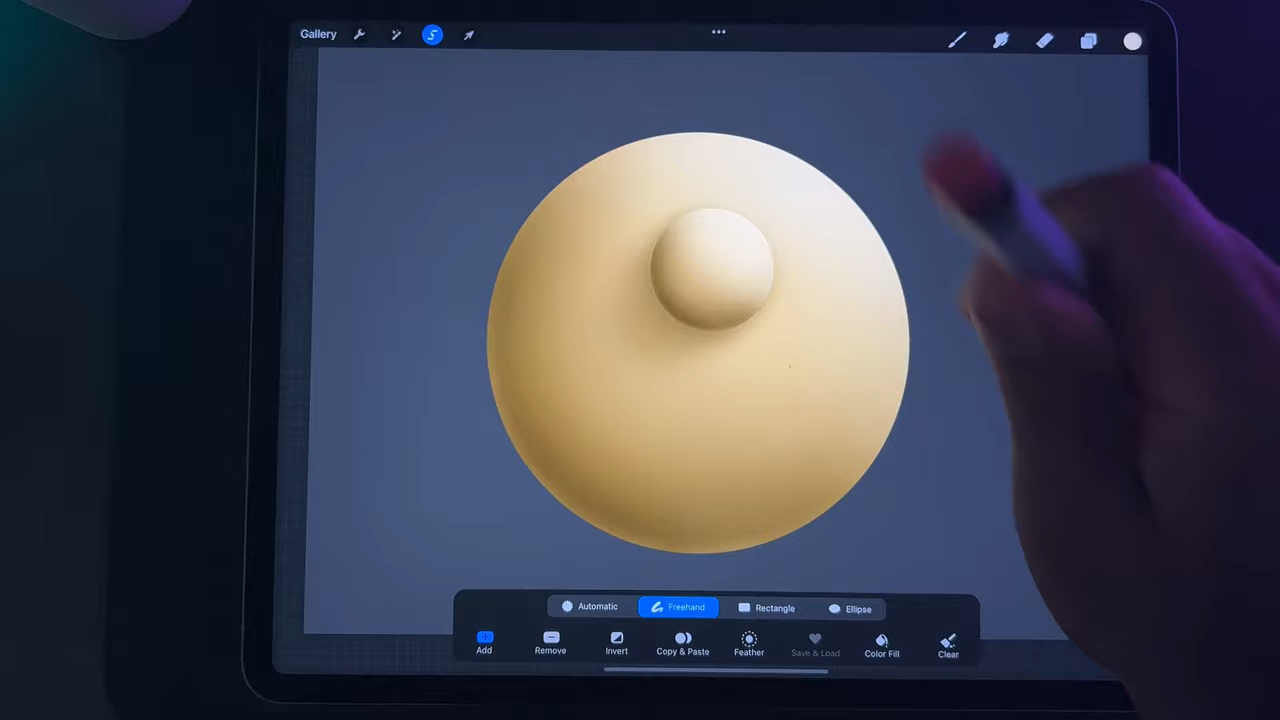 Gallery
Automatic Freehand Rectangle Ellipse
Add Remove Invert Copy & Paste Feather Save & Load Color Fill Clear